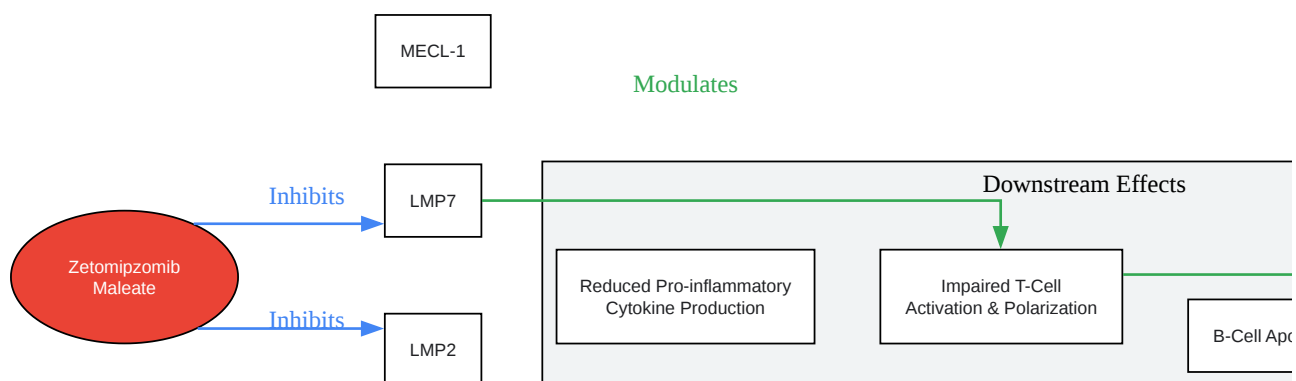 MECL-1
Modulates
Inhibits
LMP7
Downstream Effects
Zetomipzomib
Maleate
Reduced Pro-inflammatory
Cytokine Production
Impaired T-Cell
Activation & Polarization
Inhibits
LMP2
B-Cell